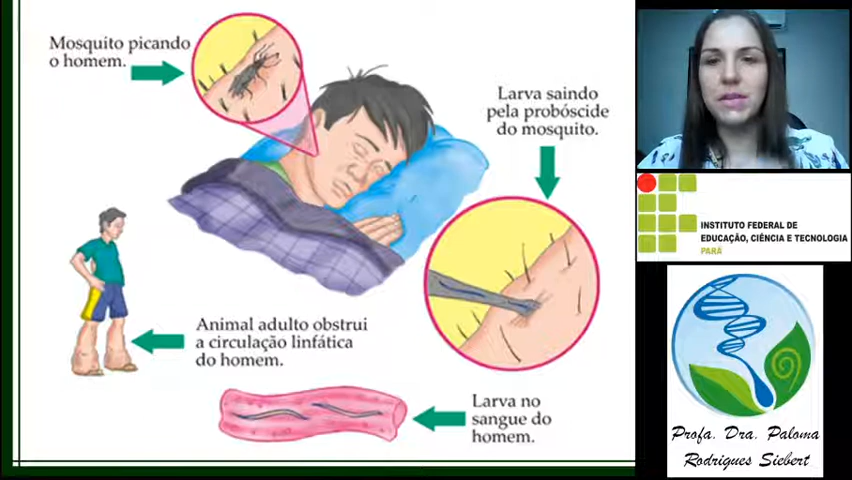 Mosquito picando
o homem.
Larva saindo
pela probóscide
do mosquito.
Animal adulto obstrui
a circulação linfática
do homem.
Larva no
sangue do
homem.
INSTITUTO FEDERAL DE
EDUCAÇÃO, CIÊNCIA E TECNOLOGIA
PARÁ
Profa. Dra. Paloma
Rodrigues Siebert